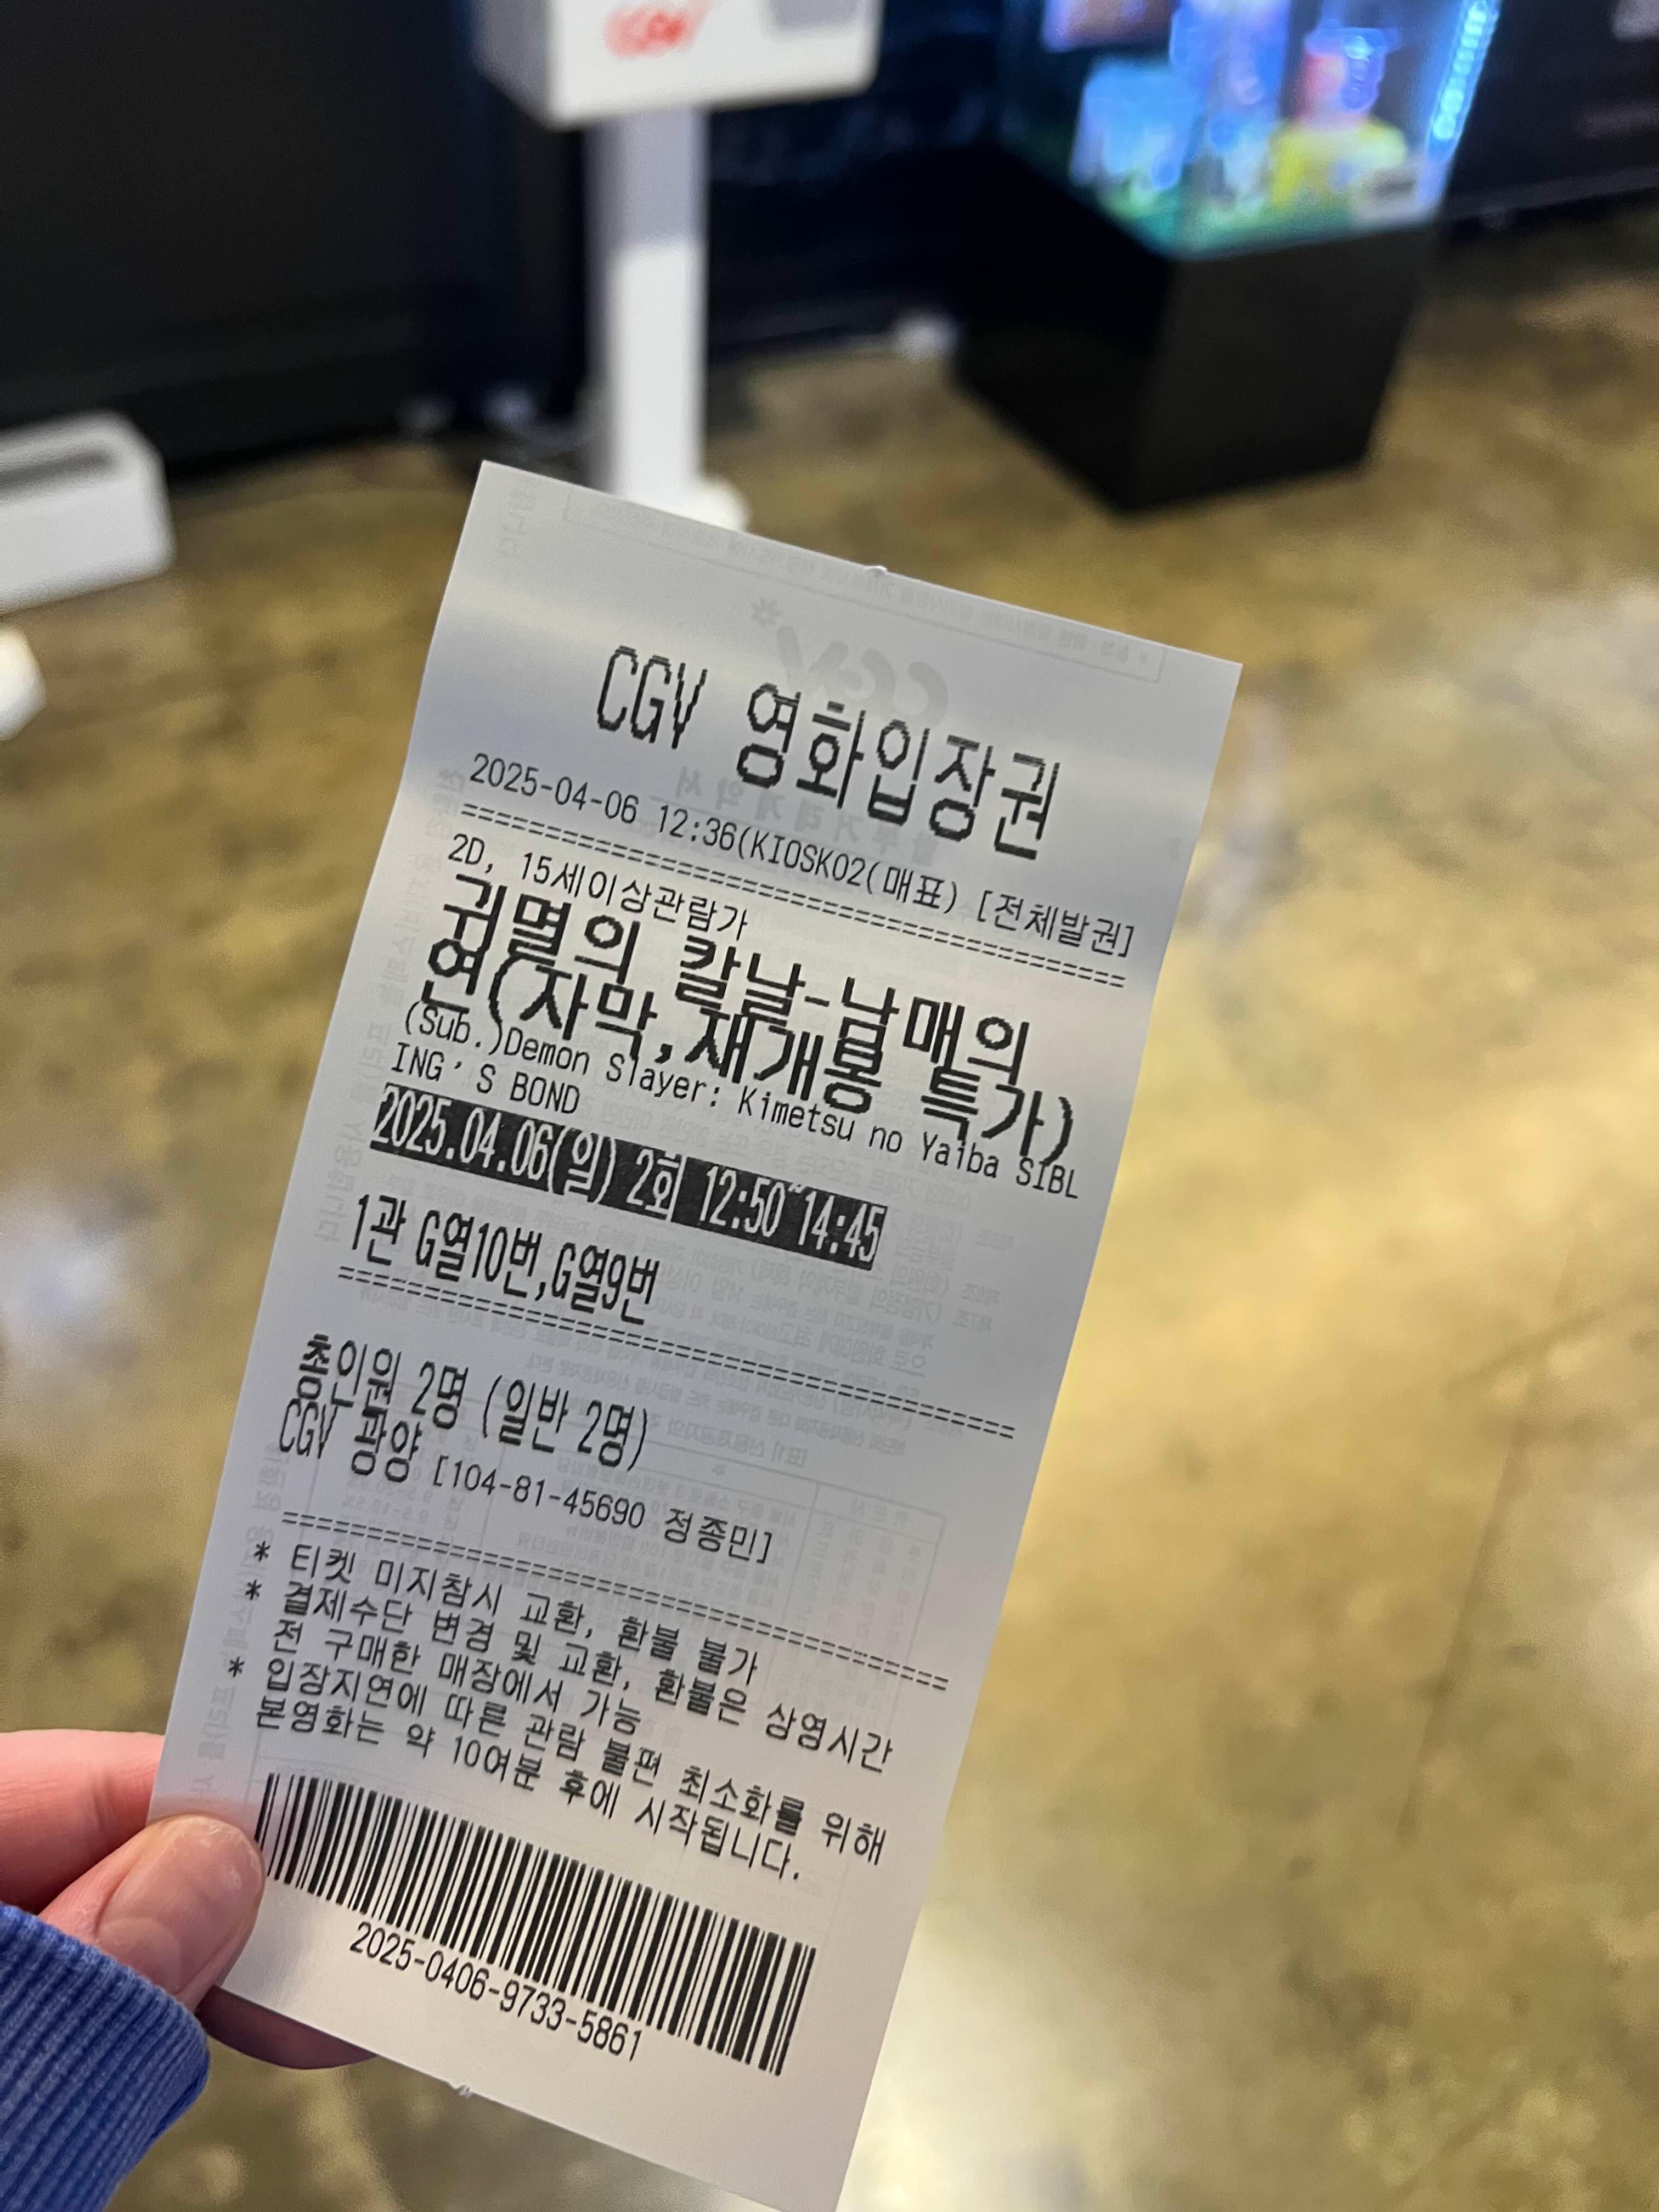 CGV 영화입장권
2025-04-06 12:36(KIOSK02(매표) [전체발권]
2D, 15세이상관람가
귀멸의 칼날-남매의
연(자막,재개봉 특가)
(Sub.)Demon Slayer: Kimetsu no Yaiba SIBL
ING'S BOND
2025.04.06(일) 2회 12:50~14:45
1관 G열10번,G열9번
총인원 2명 (일반 2명)
CGV 광양 [104-81-45690 정종민]
* 티켓 미지참시 교환, 환불 불가
* 결제수단 변경 및 교환, 환불은 상영시간
전 구매한 매장에서 가능
* 입장지연에 따른 관람 불편 최소화를 위해
본영화는 약 10여분 후에 시작됩니다.
2025-0406-9733-5861